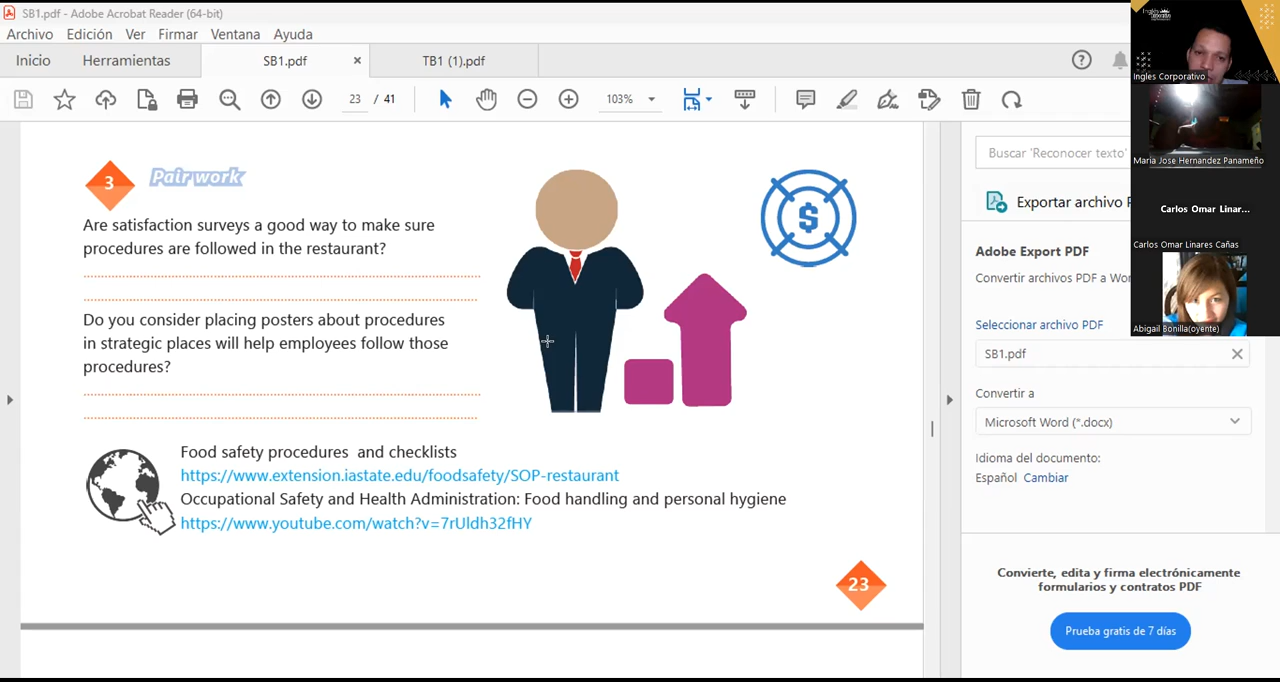 SB1.pdf - Adobe Acrobat Reader (64-bit)
Archivo Edición Ver Firmar Ventana Ayuda
Inicio Herramientas SB1.pdf × TB1 (1).pdf
23 / 41 103%
3 Pair work
Are satisfaction surveys a good way to make sure
procedures are followed in the restaurant?
Do you consider placing posters about procedures
in strategic places will help employees follow those
procedures?
$
Food safety procedures and checklists
https://www.extension.iastate.edu/foodsafety/SOP-restaurant
Occupational Safety and Health Administration: Food handling and personal hygiene
https://www.youtube.com/watch?v=7rUldh32fHY
23
Buscar 'Reconocer texto'
Exportar archivo P
Adobe Export PDF
Convertir archivos PDF a Wor
Seleccionar archivo PDF
SB1.pdf
Convertir a
Microsoft Word (*.docx)
Idioma del documento:
Español Cambiar
Convierte, edita y firma electrónicamente
formularios y contratos PDF
Prueba gratis de 7 días
Inglés
Corporativo
Ingles Corporativo
Maria Jose Hernandez Panameño
Carlos Omar Linar...
Carlos Omar Linares Cañas
Abigail Bonilla(oyente)